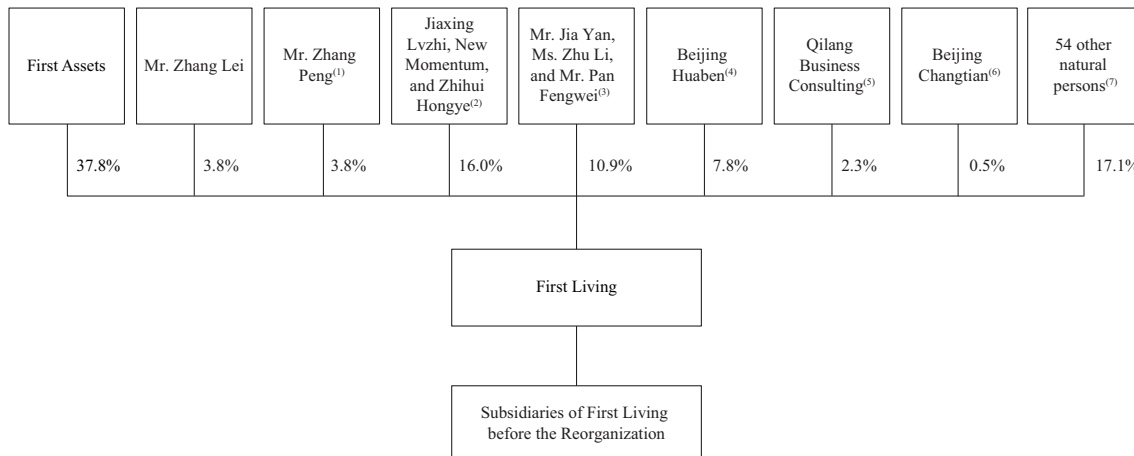 First Assets
Mr. Zhang Lei
Mr. Zhang
Peng(1)
Jiaxing
Lvzhi, New
Momentum,
and Zhihui
Hongye(2)
Mr. Jia Yan,
Ms. Zhu Li,
and Mr. Pan
Fengwei(3)
Beijing
Huaben(4)
Qilang
Business
Consulting(5)
Beijing
Changtian(6)
54 other
natural
persons(7)
37.8%
3.8%
3.8%
16.0%
10.9%
7.8%
2.3%
0.5%
17.1%
First Living
Subsidiaries of First Living
before the Reorganization